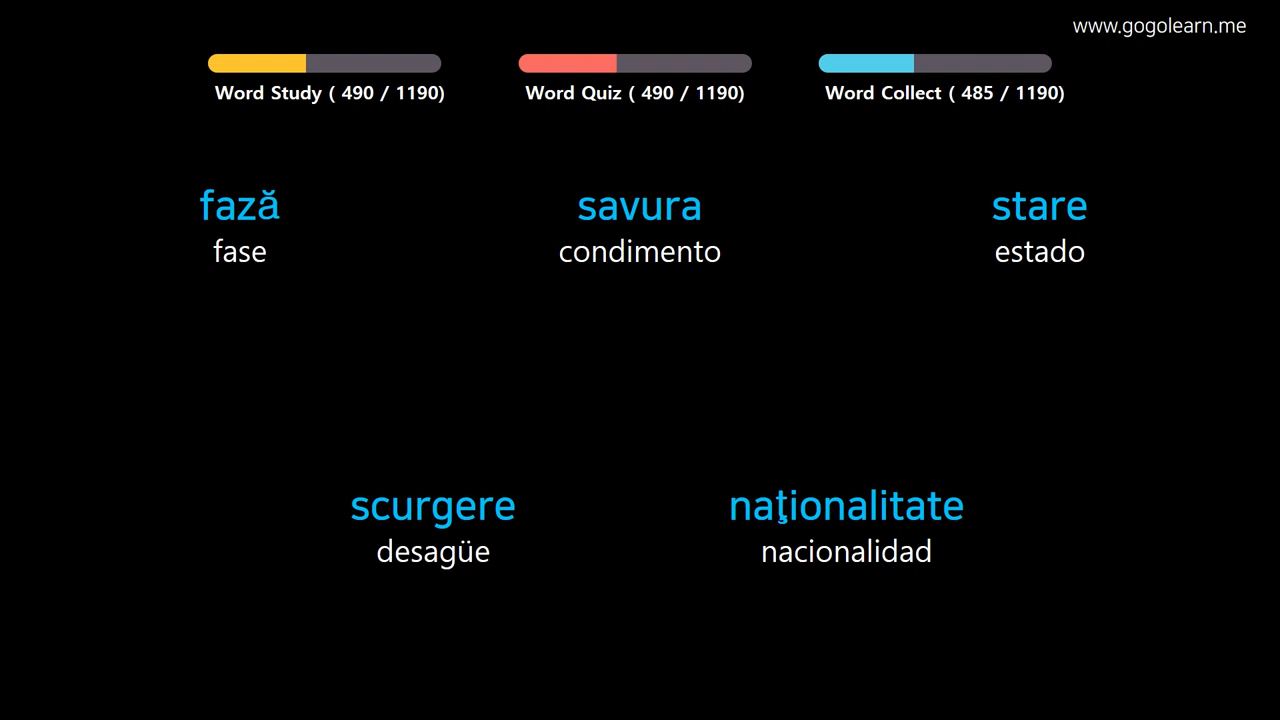 www.gogolearn.me
Word Study ( 490 / 1190)
Word Quiz ( 490 / 1190)
Word Collect ( 485 / 1190)
fază
fase
savura
condimento
stare
estado
scurgere
desagüe
naţionalitate
nacionalidad